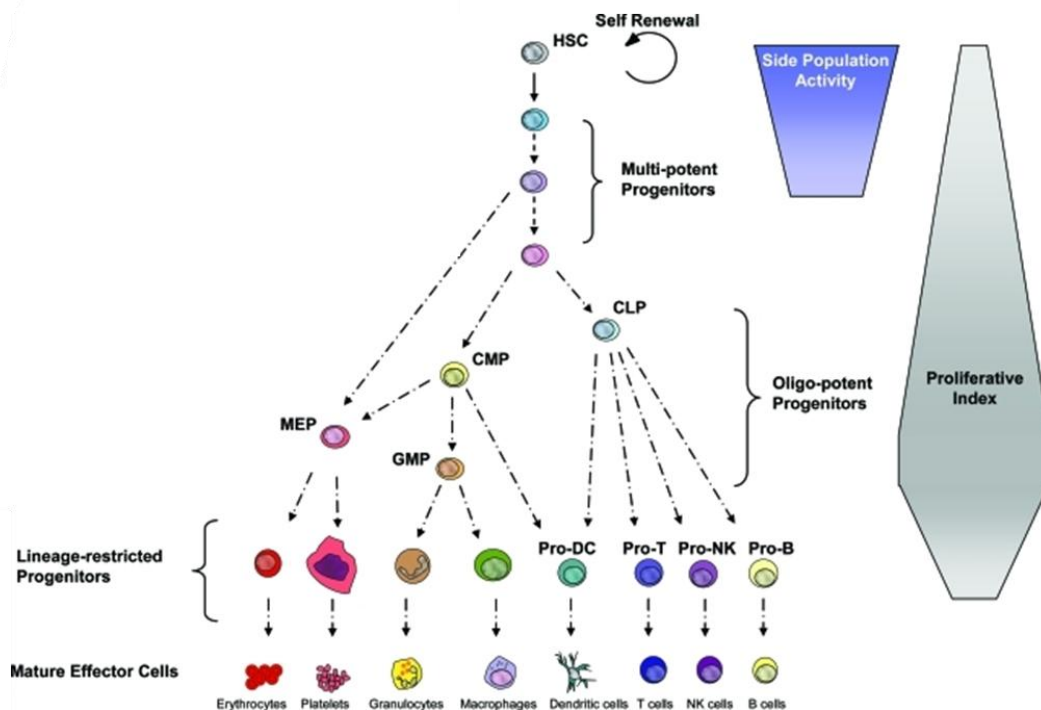 Self Renewal
HSC
Side Population
Activity
Multi-potent
Progenitors
CLP
CMP
Oligo-potent
Progenitors
Proliferative
Index
MEP
GMP
Lineage-restricted
Progenitors
Pro-DC Pro-T Pro-NK Pro-B
Mature Effector Cells
Erythrocytes Platelets Granulocytes Macrophages Dendritic cells T cells NK cells B cells